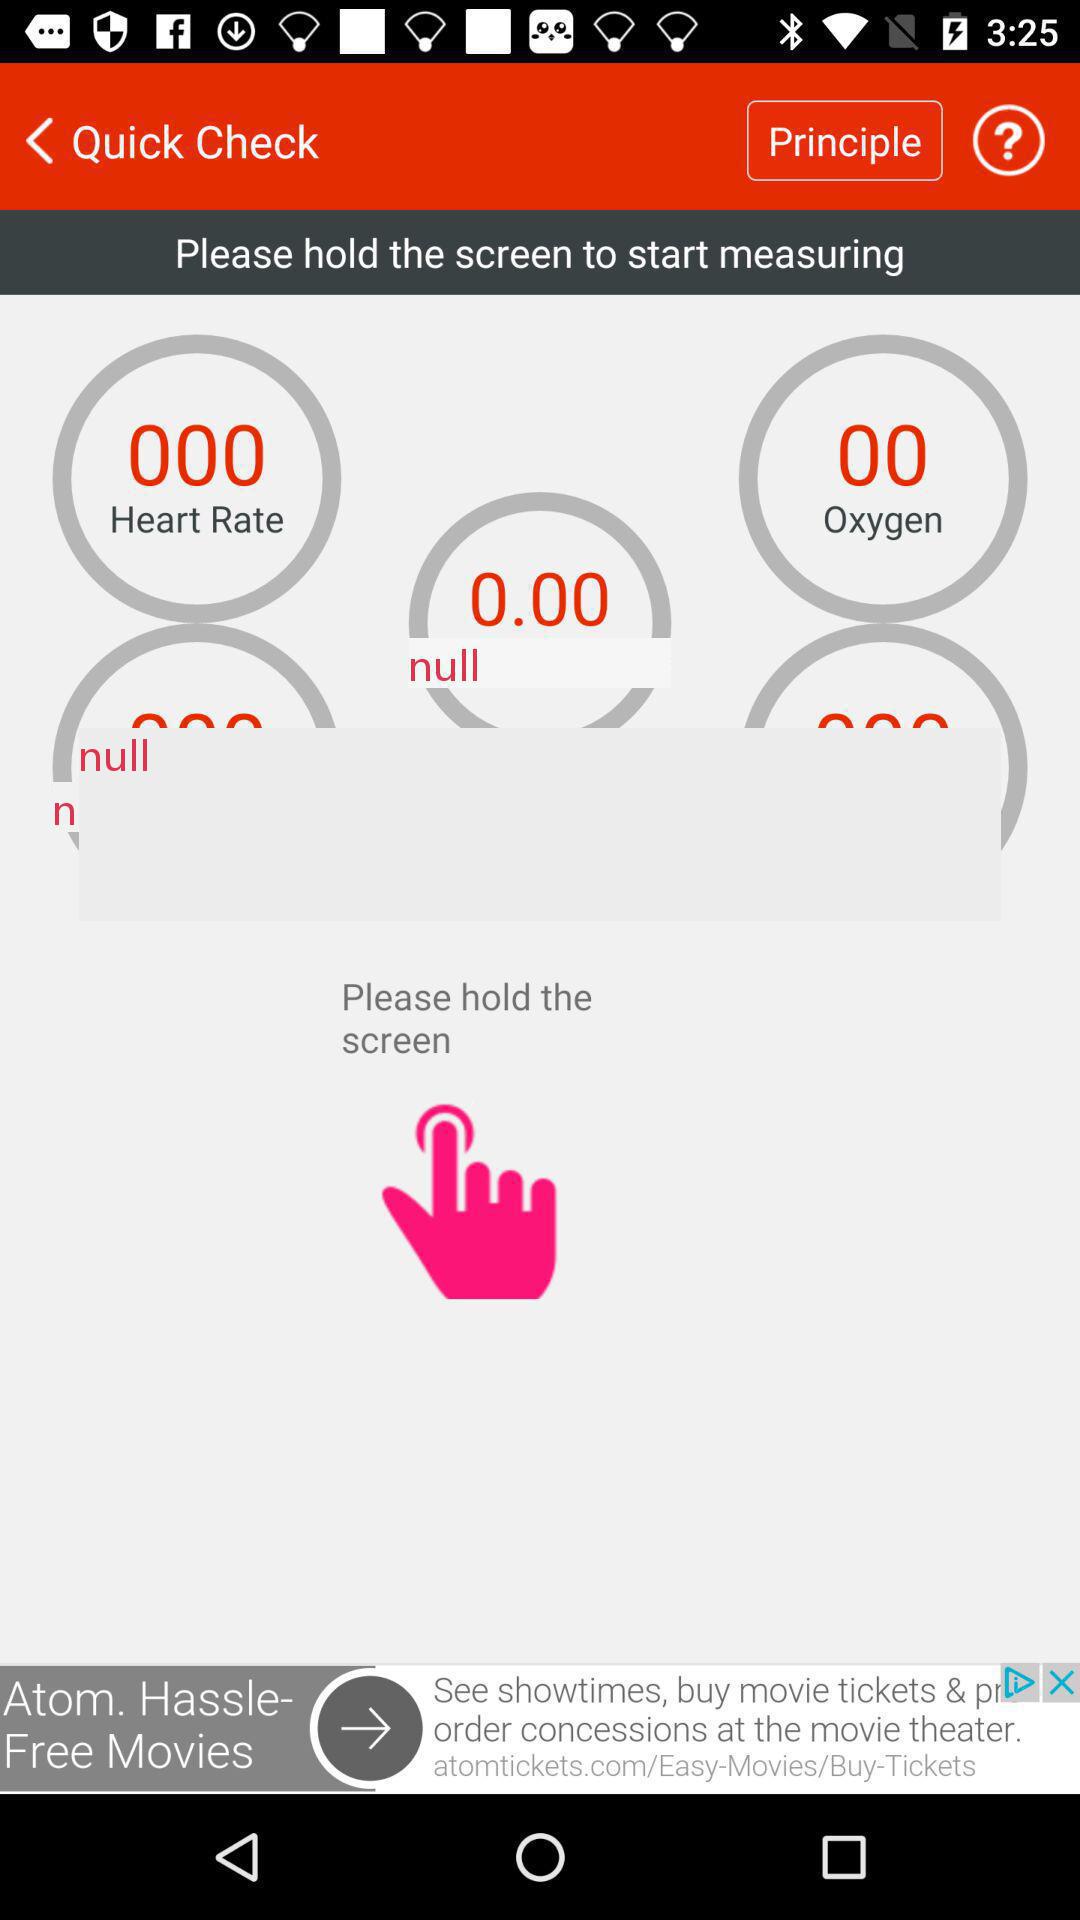 3:25
Quick Check
Principle
?
Please hold the screen to start measuring
000
Heart Rate
00
Oxygen
0.00
null
null
n
Please hold the
screen
Atom. Hassle-
Free Movies
See showtimes, buy movie tickets &
order concessions at the movie theater.
atomtickets.com/Easy-Movies/Buy-Tickets